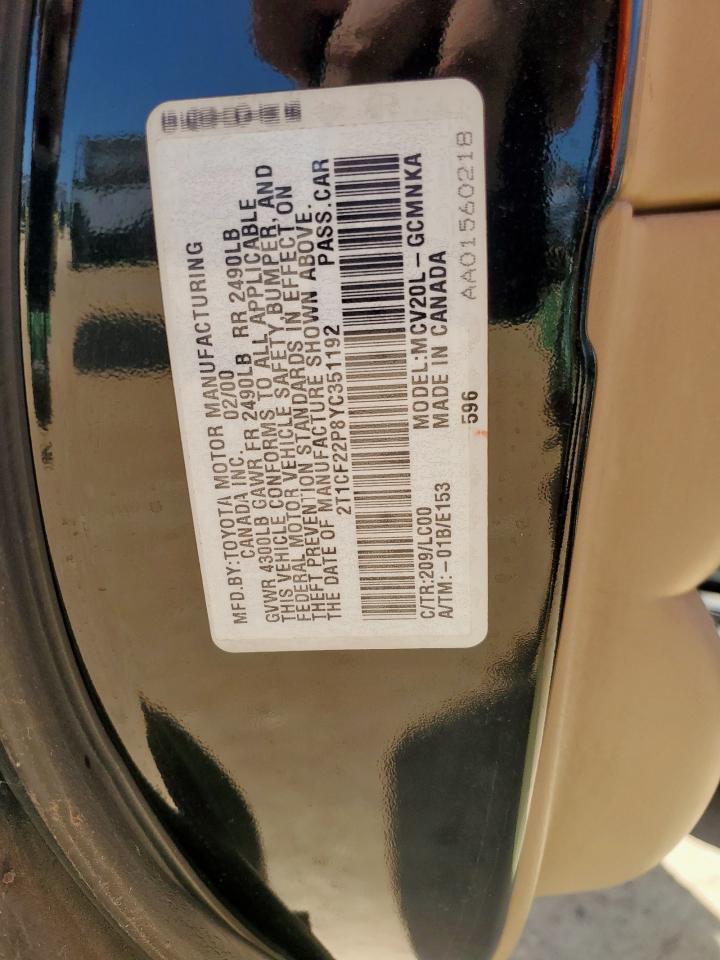 MFD.BY:TOYOTA MOTOR MANUFACTURING
CANADA INC. 02/00
GVWR 4300LB GAWR FR 2490LB RR 2490LB
THIS VEHICLE CONFORMS TO ALL APPLICABLE
FEDERAL MOTOR VEHICLE SAFETY, BUMPER, AND
THEFT PREVENTION STANDARDS IN EFFECT ON
THE DATE OF MANUFACTURE SHOWN ABOVE.
2T1CF22P8YC351192 PASS.CAR
C/TR:209/LC00 MODEL:MCV20L-GCMNKA
A/TM:-01B/E153 MADE IN CANADA
596 AA01560218